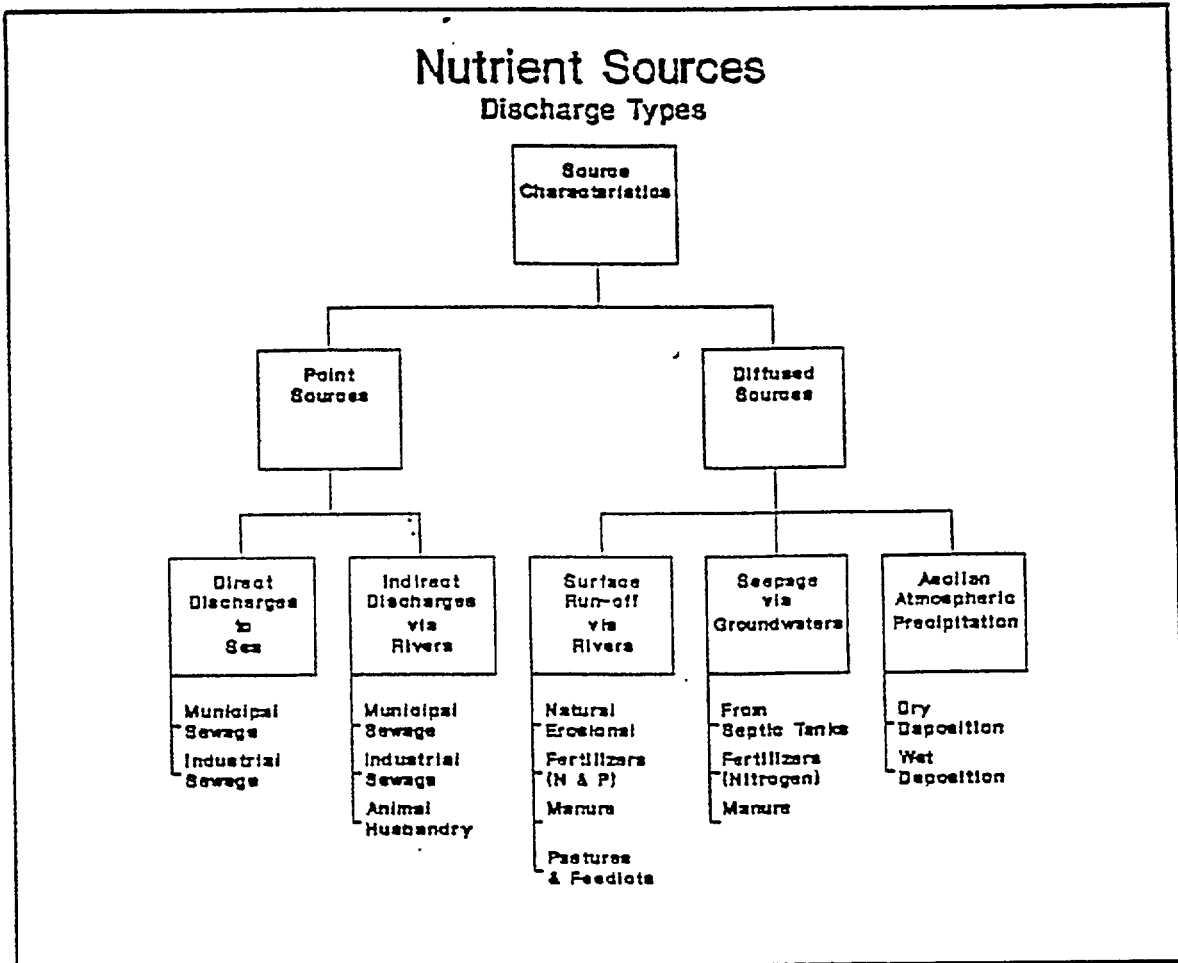 Nutrient Sources
Discharge Types
Source
Characteristics
Point
Sources
Diffused
Sources
Direct
Discharges
to
Sea
Indirect
Discharges
via
Rivers
Surface
Run-off
via
Rivers
Seepage
via
Groundwaters
Aeolian
Atmospheric
Precipitation
Municipal
Sewage
Industrial
Sewage
Municipal
Sewage
Industrial
Sewage
Animal
Husbandry
Natural
Erosional
Fertilizers
(N & P)
Manure
Pastures
& Feedlots
From
Septic Tanks
Fertilizers
(Nitrogen)
Manure
Dry
Deposition
Wet
Deposition